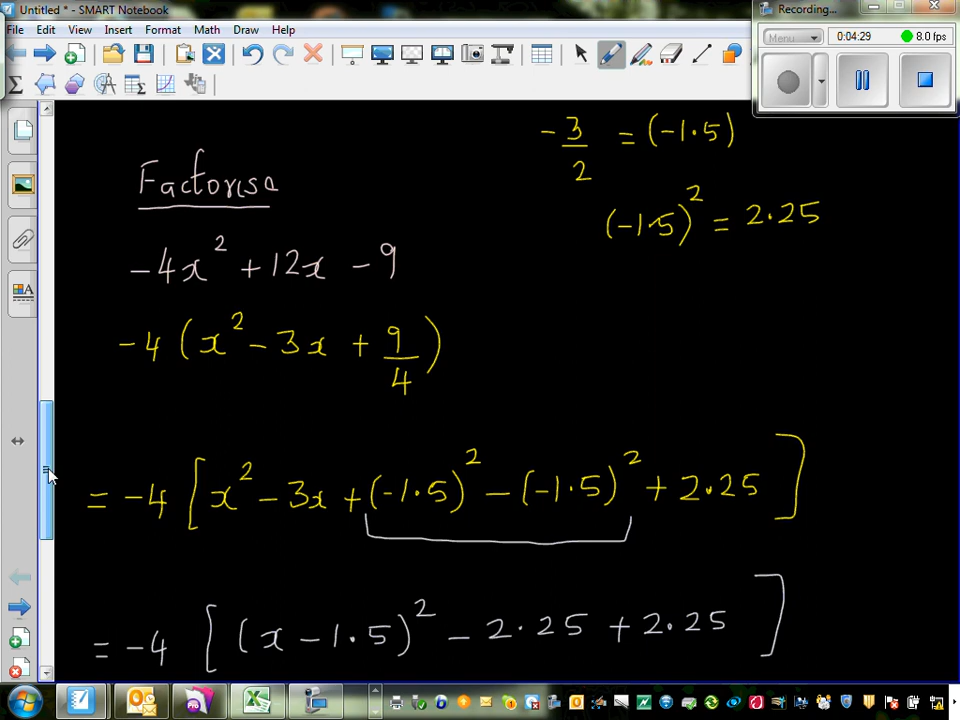 Untitled * - SMART Notebook
Recording...
File Edit View Insert Format Math Draw Help
Menu 0:04:29 8.0 fps
-3/2 = (-1.5)
Factorise
(-1.5)² = 2.25
-4x² + 12x - 9
-4 (x² - 3x + 9/4)
= -4 [x² - 3x + (-1.5)² - (-1.5)² + 2.25]
= -4 [(x - 1.5)² - 2.25 + 2.25]